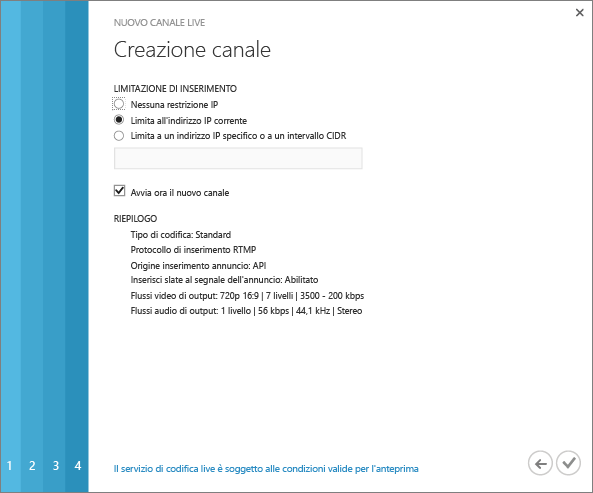 NUOVO CANALE LIVE
Creazione canale
LIMITAZIONE DI INSERIMENTO
Nessuna restrizione IP
Limita all'indirizzo IP corrente
Limita a un indirizzo IP specifico o a un intervallo CIDR
Avvia ora il nuovo canale
RIEPILOGO
Tipo di codifica: Standard
Protocollo di inserimento RTMP
Origine inserimento annuncio: API
Inserisci slate al segnale dell'annuncio: Abilitato
Flussi video di output: 720p 16:9 | 7 livelli | 3500 - 200 kbps
Flussi audio di output: 1 livello | 56 kbps | 44,1 kHz | Stereo
1 2 3 4
Il servizio di codifica live è soggetto alle condizioni valide per l'anteprima